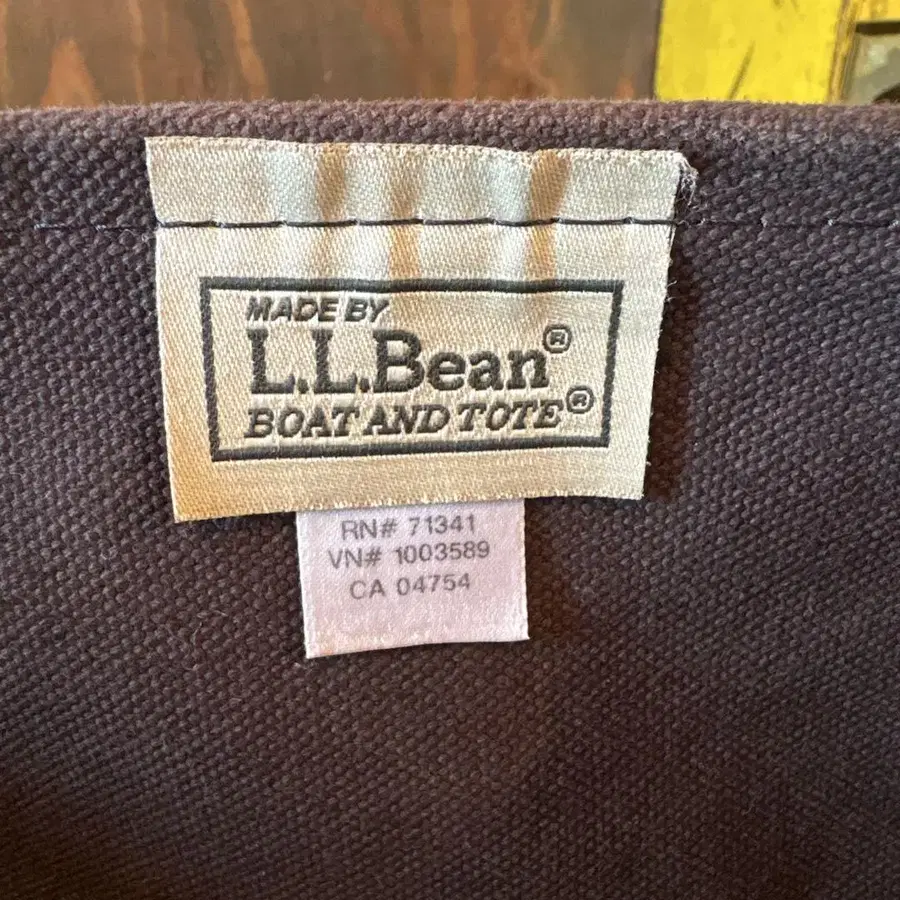 MADE BY
L.L.Bean®
BOAT AND TOTE®
RN# 71341
VN# 1003589
CA 04754